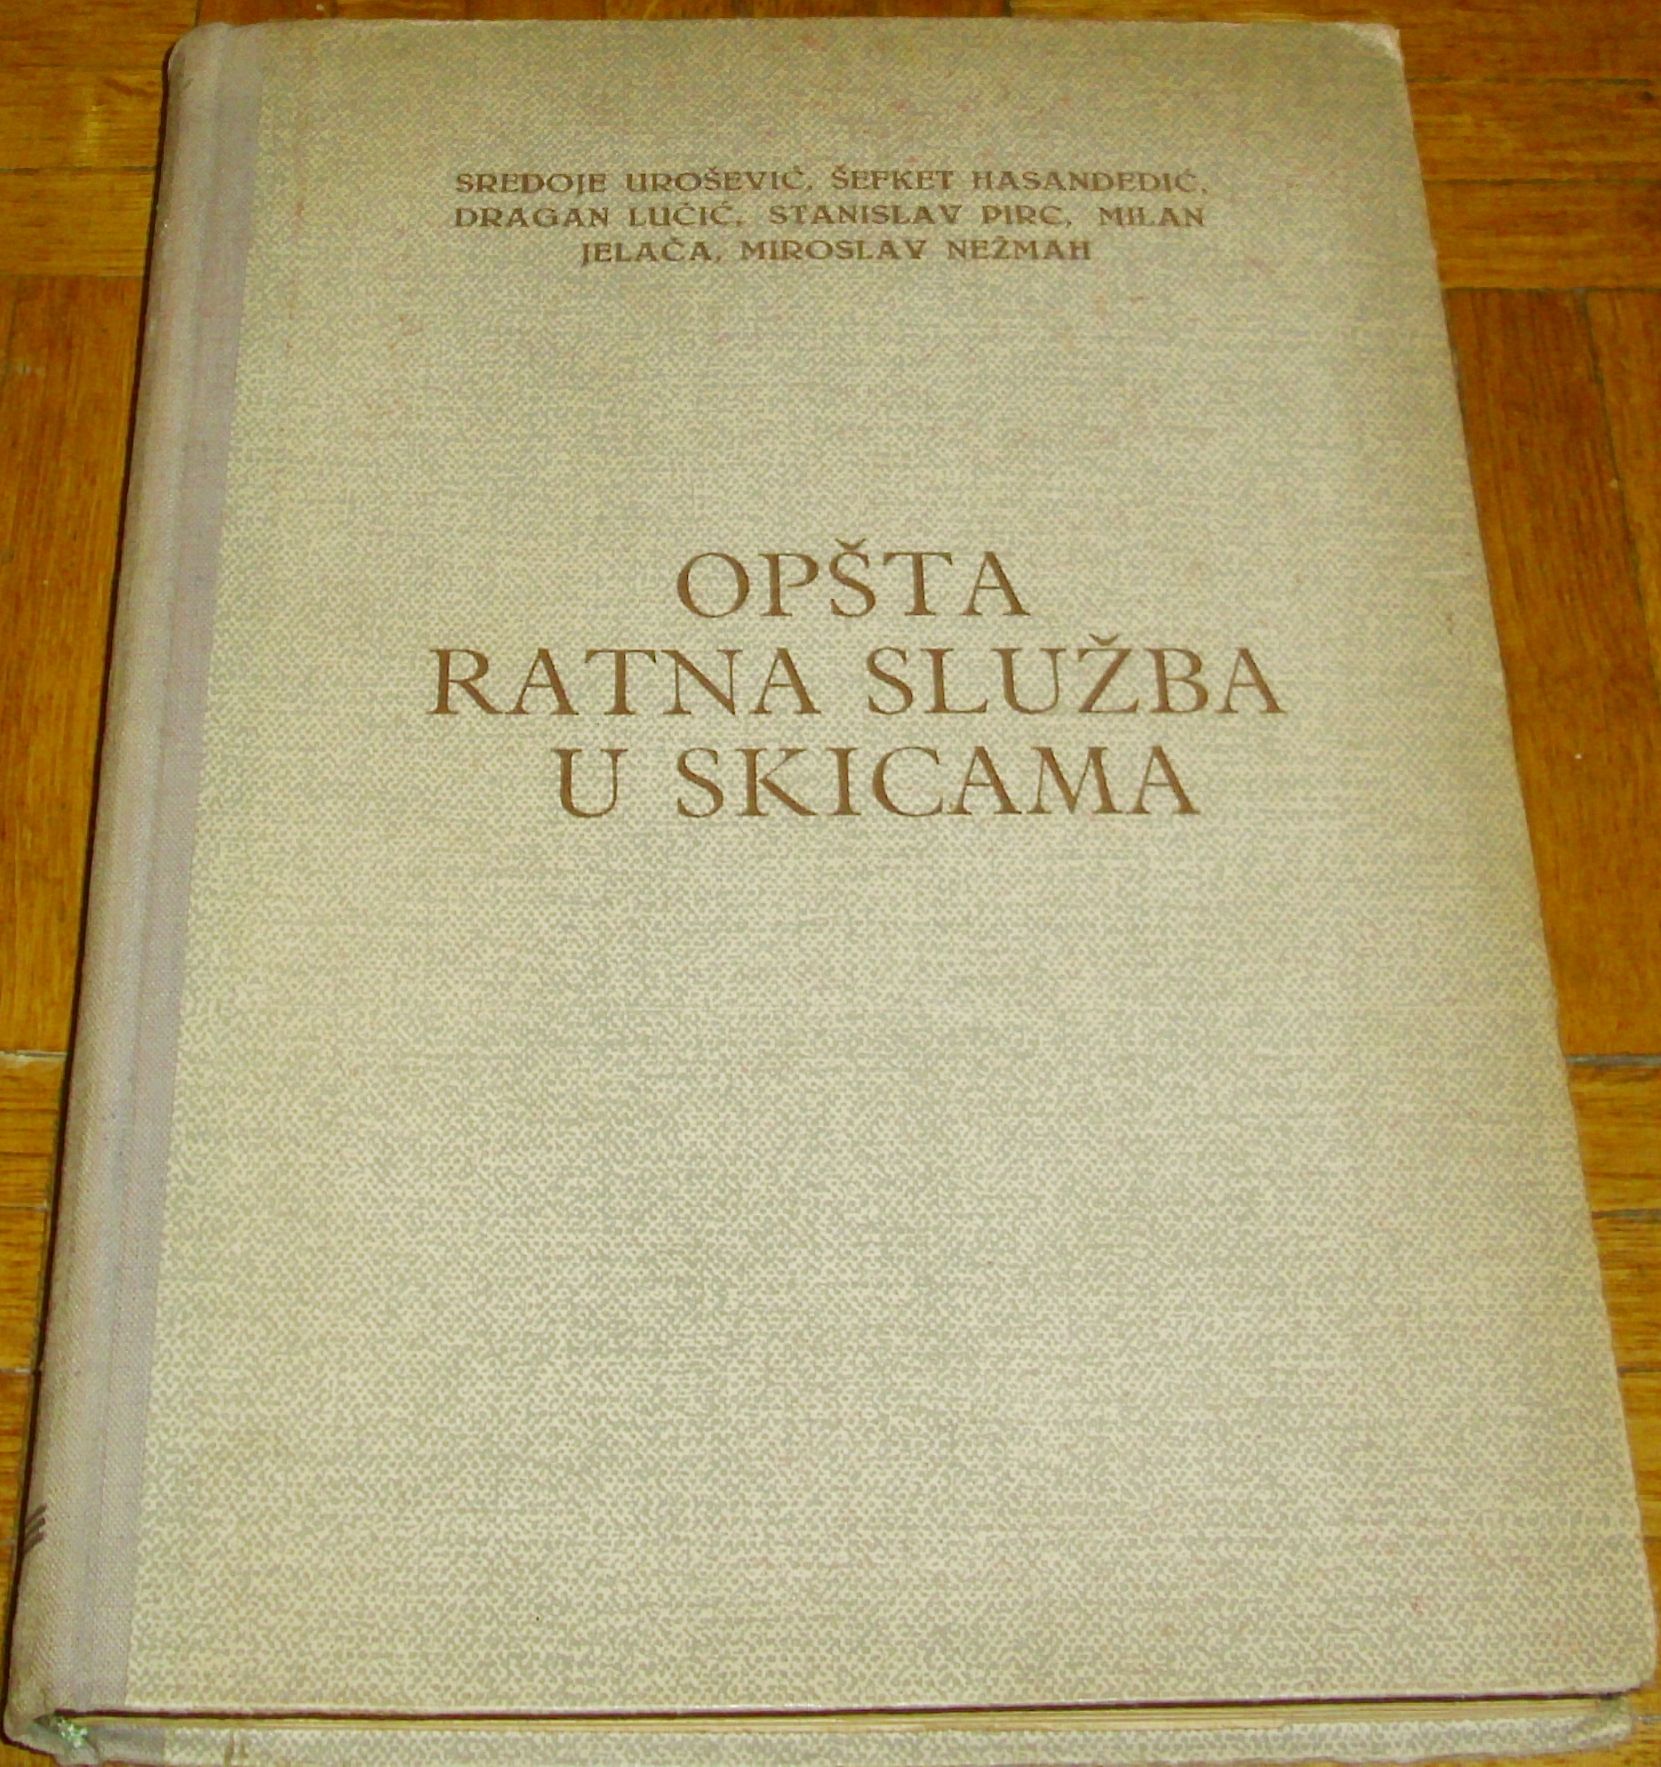 SREDOJE UROŠEVIĆ, ŠEFKET HASANDEDIĆ,
DRAGAN LUČIĆ, STANISLAV PIRC, MILAN
JELAČA, MIROSLAV NEŽMAH
OPŠTA
RATNA SLUŽBA
U SKICAMA